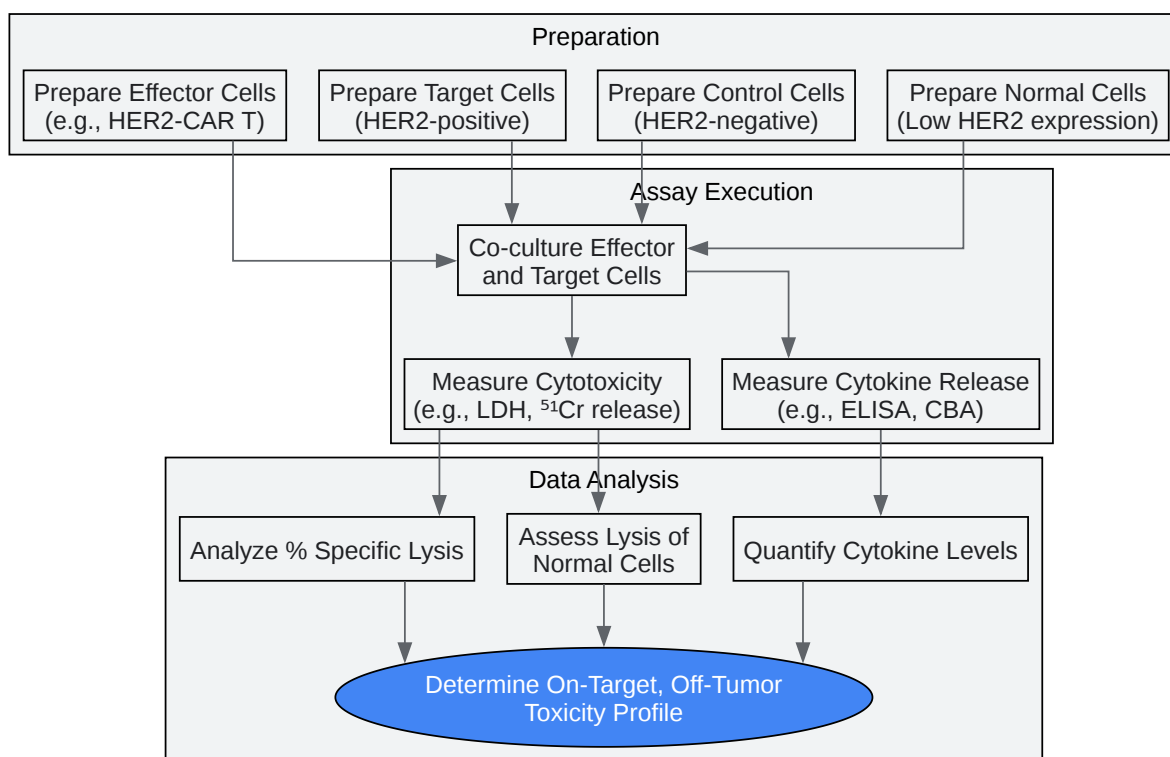 Preparation
Prepare Effector Cells
(e.g., HER2-CAR T)
Prepare Target Cells
(HER2-positive)
Prepare Control Cells
(HER2-negative)
Prepare Normal Cells
(Low HER2 expression)
Assay Execution
Co-culture Effector
and Target Cells
Measure Cytotoxicity
(e.g., LDH, ⁵¹Cr release)
Measure Cytokine Release
(e.g., ELISA, CBA)
Data Analysis
Analyze % Specific Lysis
Assess Lysis of
Normal Cells
Quantify Cytokine Levels
Determine On-Target, Off-Tumor
Toxicity Profile